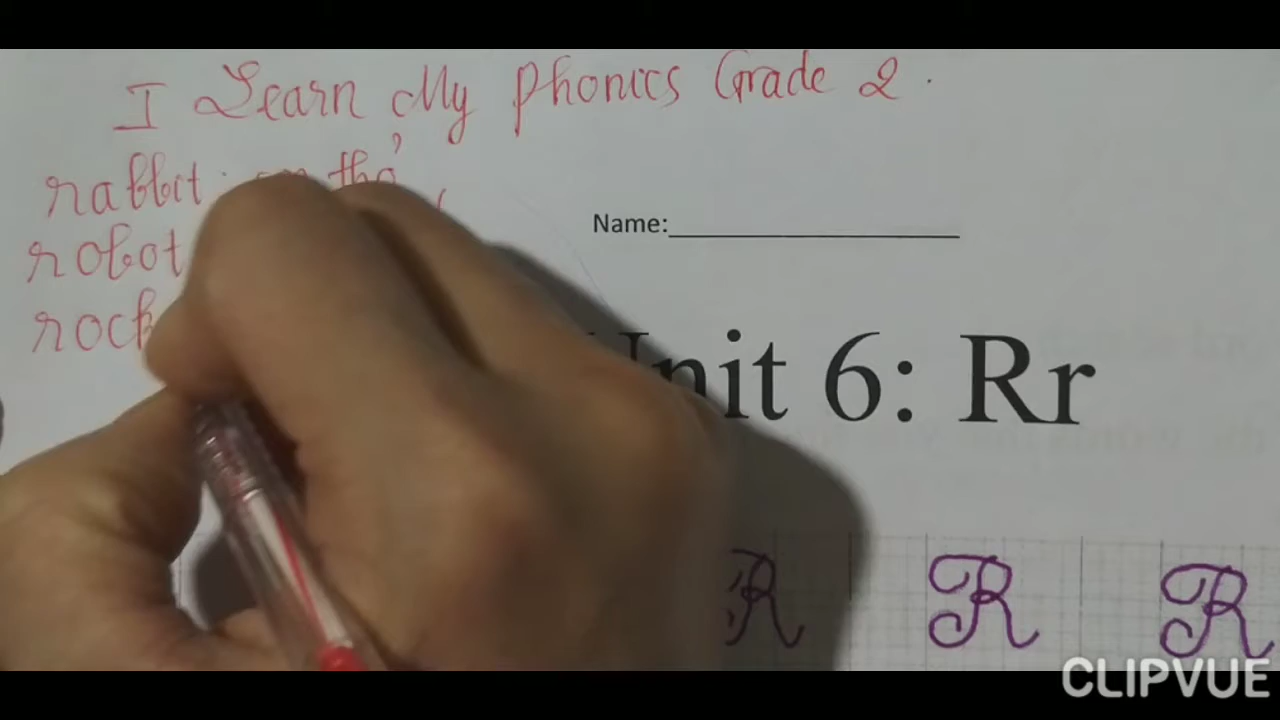 I Learn My Phonics Grade 2.
rabbit
robot
Name:
Unit 6: Rr
R R R
CLIPVUE